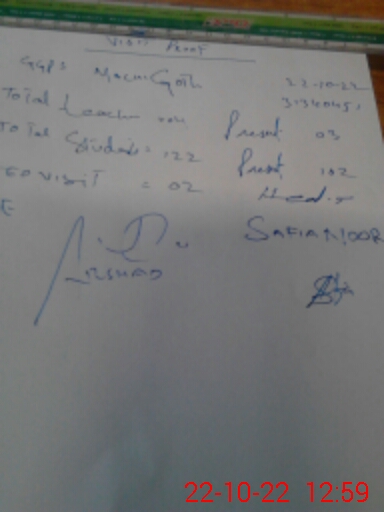 VISIT PROOF
GGPS Machi Goth 22-10-22
Total Teacher = 04 Present 03
Total Students = 122 Present 102
EO VISIT = 02 Head
SAFIA NOOR
ARSHAD
22-10-22 12:59